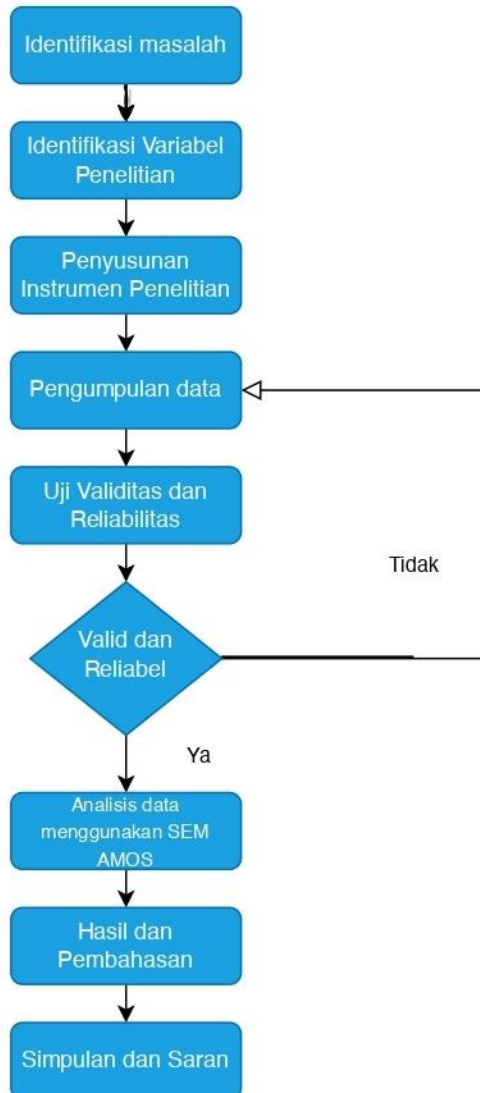 Identifikasi masalah
Identifikasi Variabel
Penelitian
Penyusunan
Instrumen Penelitian
Pengumpulan data
Uji Validitas dan
Reliabilitas
Tidak
Valid dan
Reliabel
Ya
Analisis data
menggunakan SEM
AMOS
Hasil dan
Pembahasan
Simpulan dan Saran